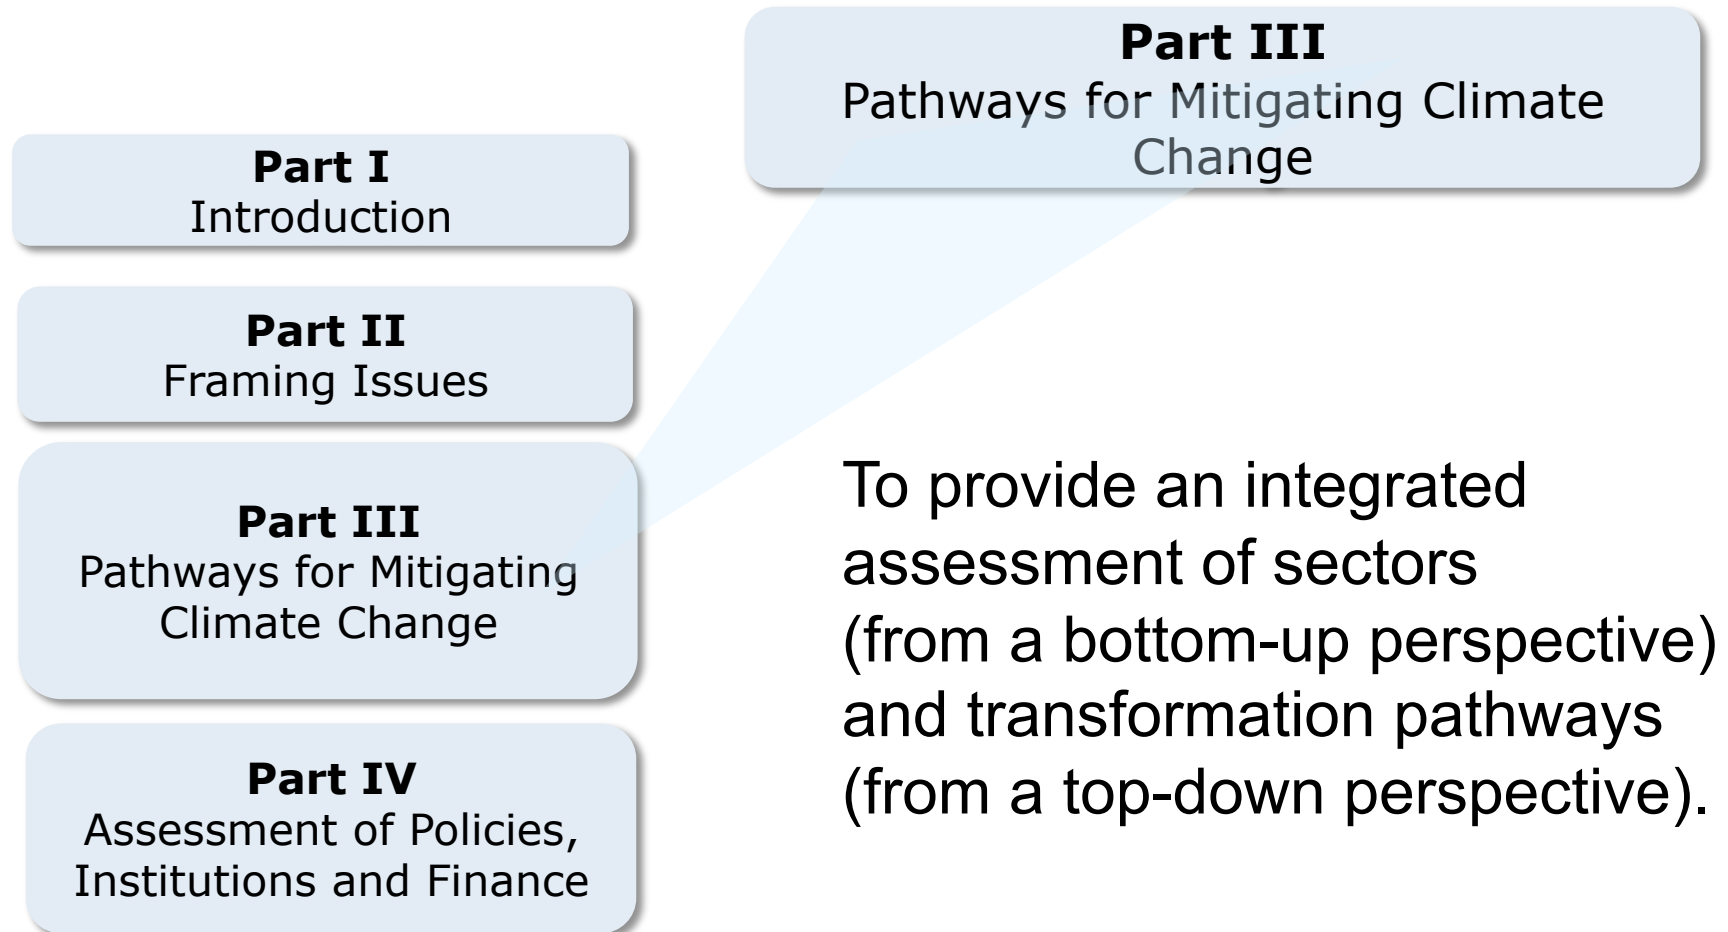 Part I
Introduction
Part II
Framing Issues
Part III
Pathways for Mitigating
Climate Change
Part IV
Assessment of Policies,
Institutions and Finance
Part III
Pathways for Mitigating Climate
Change
To provide an integrated
assessment of sectors
(from a bottom-up perspective)
and transformation pathways
(from a top-down perspective).